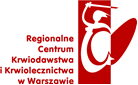 Regionalne
Centrum
Krwiodawstwa
i Krwiolecznictwa
w Warszawie